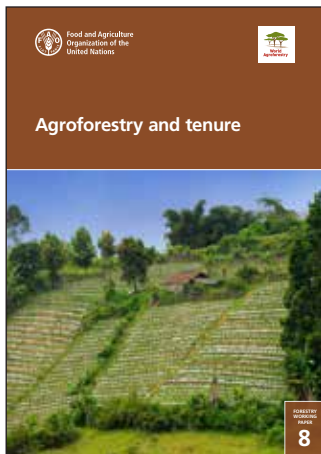 Food and Agriculture
Organization of the
United Nations
World
Agroforestry
Agroforestry and tenure
FORESTRY
WORKING
PAPER
8